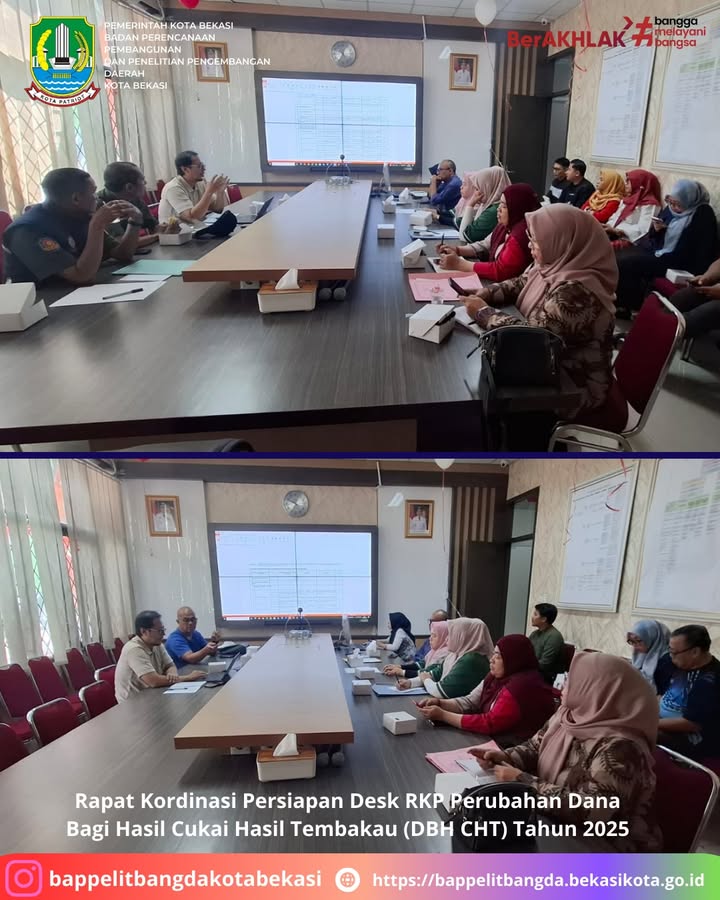 PEMERINTAH KOTA BEKASI
BADAN PERENCANAAN
PEMBANGUNAN
DAN PENELITIAN PENGEMBANGAN
DAERAH
KOTA BEKASI
KOTA PATRIOT
BerAKHLAK
#bangga
melayani
bangsa
Rapat Kordinasi Persiapan Desk RKP Perubahan Dana
Bagi Hasil Cukai Hasil Tembakau (DBH CHT) Tahun 2025
bappelitbangdakotabekasi
https://bappelitbangda.bekasikota.go.id